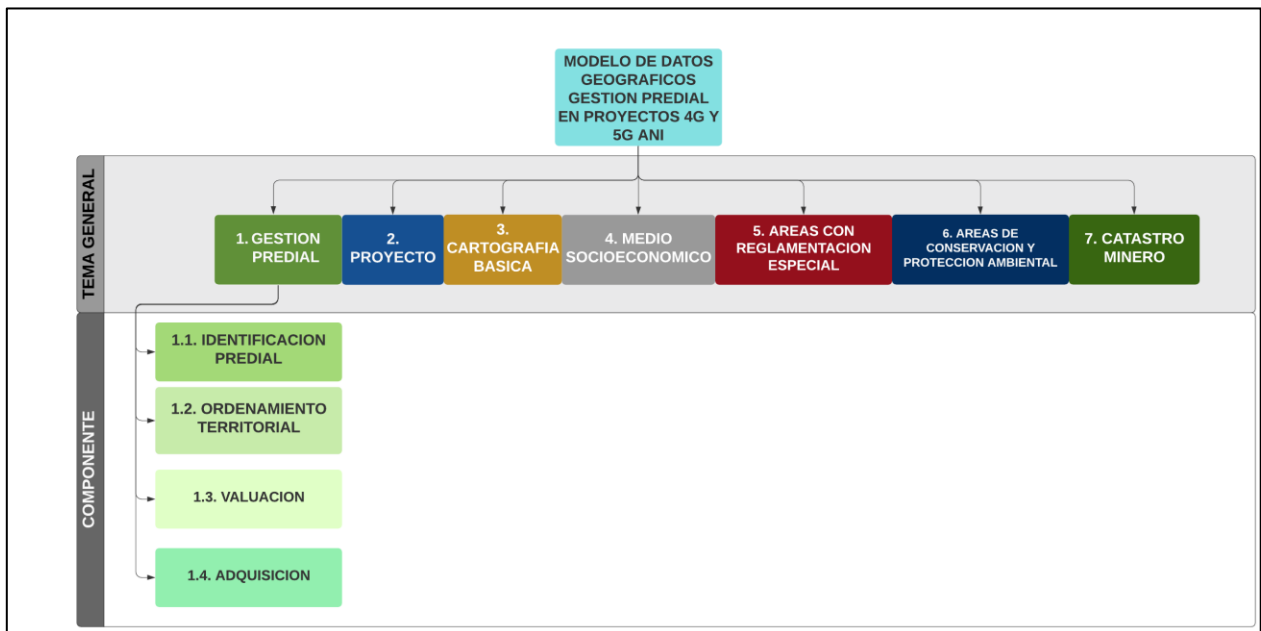 MODELO DE DATOS
GEOGRAFICOS
GESTION PREDIAL
EN PROYECTOS 4G Y
5G ANI
TEMA GENERAL
1. GESTION
PREDIAL
2.
PROYECTO
3.
CARTOGRAFIA
BASICA
4. MEDIO
SOCIOECONOMICO
5. AREAS CON
REGLAMENTACION
ESPECIAL
6. AREAS DE
CONSERVACION Y
PROTECCION AMBIENTAL
7. CATASTRO
MINERO
COMPONENTE
1.1. IDENTIFICACION
PREDIAL
1.2. ORDENAMIENTO
TERRITORIAL
1.3. VALUACION
1.4. ADQUISICION